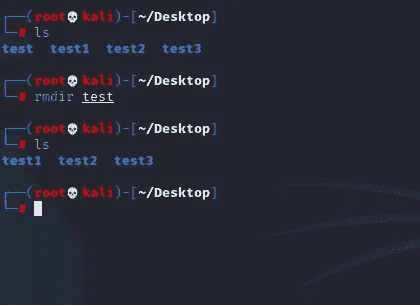 ┌──(root💀kali)-[~/Desktop]
└─# ls
test  test1  test2  test3
┌──(root💀kali)-[~/Desktop]
└─# rmdir test
┌──(root💀kali)-[~/Desktop]
└─# ls
test1  test2  test3
┌──(root💀kali)-[~/Desktop]
└─#